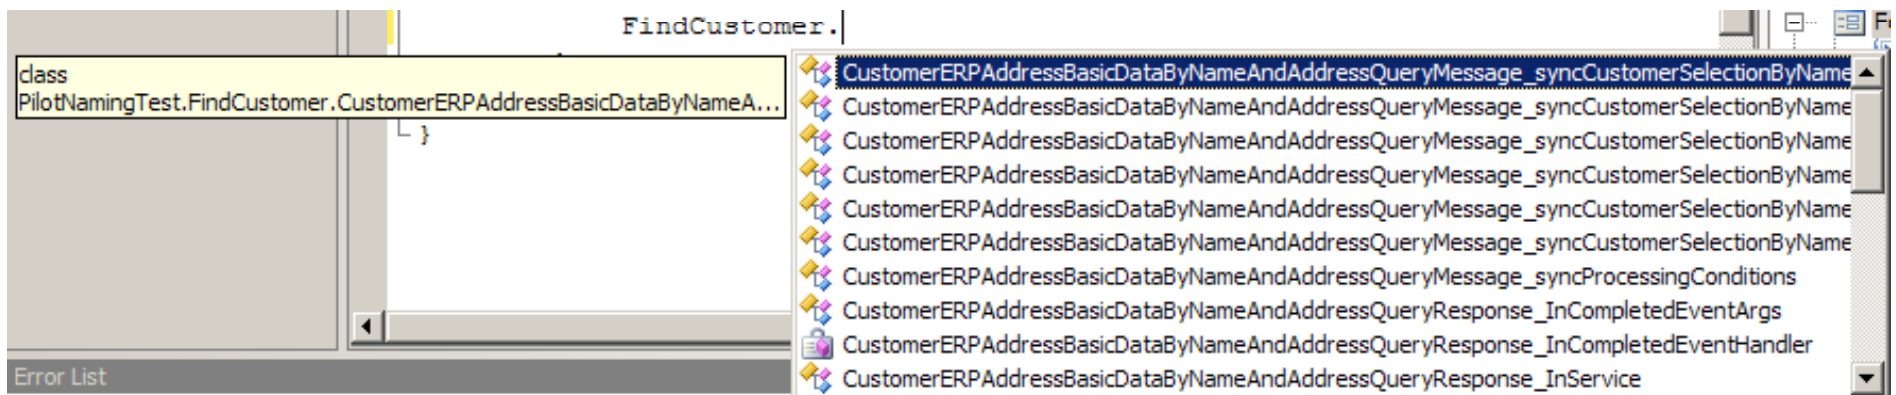 FindCustomer.
class
PilotNamingTest.FindCustomer.CustomerERPAddressBasicDataByNameA...
}
CustomerERPAddressBasicDataByNameAndAddressQueryMessage_syncCustomerSelectionByName
CustomerERPAddressBasicDataByNameAndAddressQueryMessage_syncCustomerSelectionByName
CustomerERPAddressBasicDataByNameAndAddressQueryMessage_syncCustomerSelectionByName
CustomerERPAddressBasicDataByNameAndAddressQueryMessage_syncCustomerSelectionByName
CustomerERPAddressBasicDataByNameAndAddressQueryMessage_syncCustomerSelectionByName
CustomerERPAddressBasicDataByNameAndAddressQueryMessage_syncCustomerSelectionByName
CustomerERPAddressBasicDataByNameAndAddressQueryMessage_syncProcessingConditions
CustomerERPAddressBasicDataByNameAndAddressQueryResponse_InCompletedEventArgs
CustomerERPAddressBasicDataByNameAndAddressQueryResponse_InCompletedEventHandler
CustomerERPAddressBasicDataByNameAndAddressQueryResponse_InService
Error List